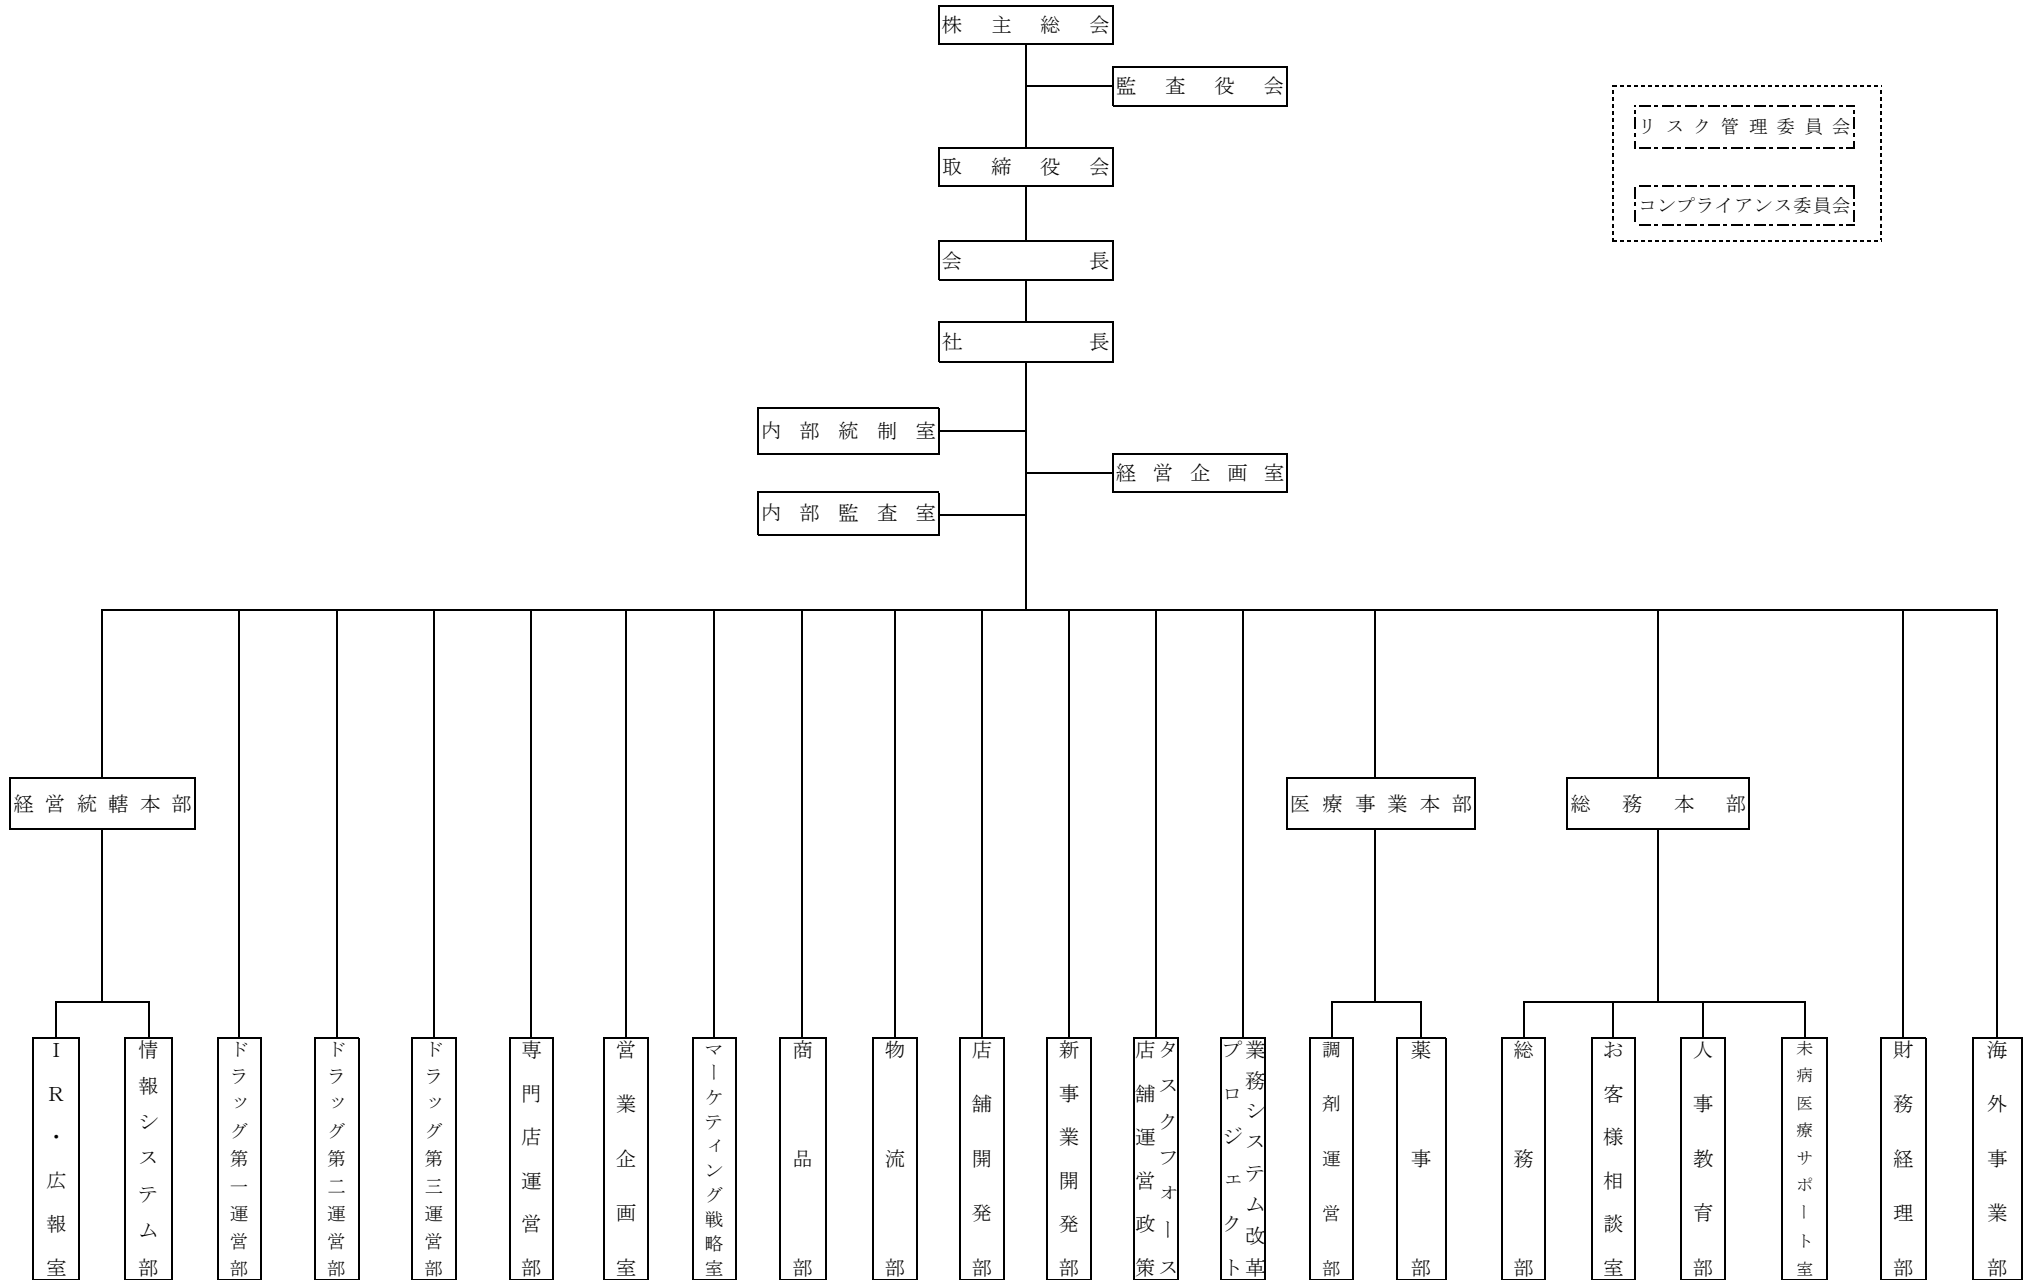 株主総会
監査役会
リスク管理委員会
取締役会
コンプライアンス委員会
会長
社長
内部統制室
経営企画室
内部監査室
経営統轄本部
医療事業本部
総務本部
IR・広報室
情報システム部
ドラッグ第一運営部
ドラッグ第二運営部
ドラッグ第三運営部
専門店運営部
営業企画室
マーケティング戦略室
商品部
物流部
店舗開発部
新事業開発部
タスクフォース
店舗運営政策
業務システム改革
プロジェクト
調剤運営部
薬事部
総務部
お客様相談室
人事教育部
未病医療サポート室
財務経理部
海外事業部